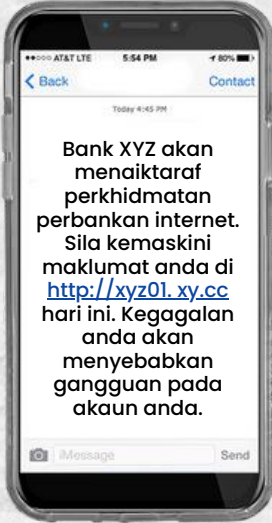 AT&T LTE 5:54 PM 80%
Back Contact
Today 4:45 PM
Bank XYZ akan
menaiktaraf
perkhidmatan
perbankan internet.
Sila kemaskini
maklumat anda di
http://xyz01. xy.cc
hari ini. Kegagalan
anda akan
menyebabkan
gangguan pada
akaun anda.
iMessage Send